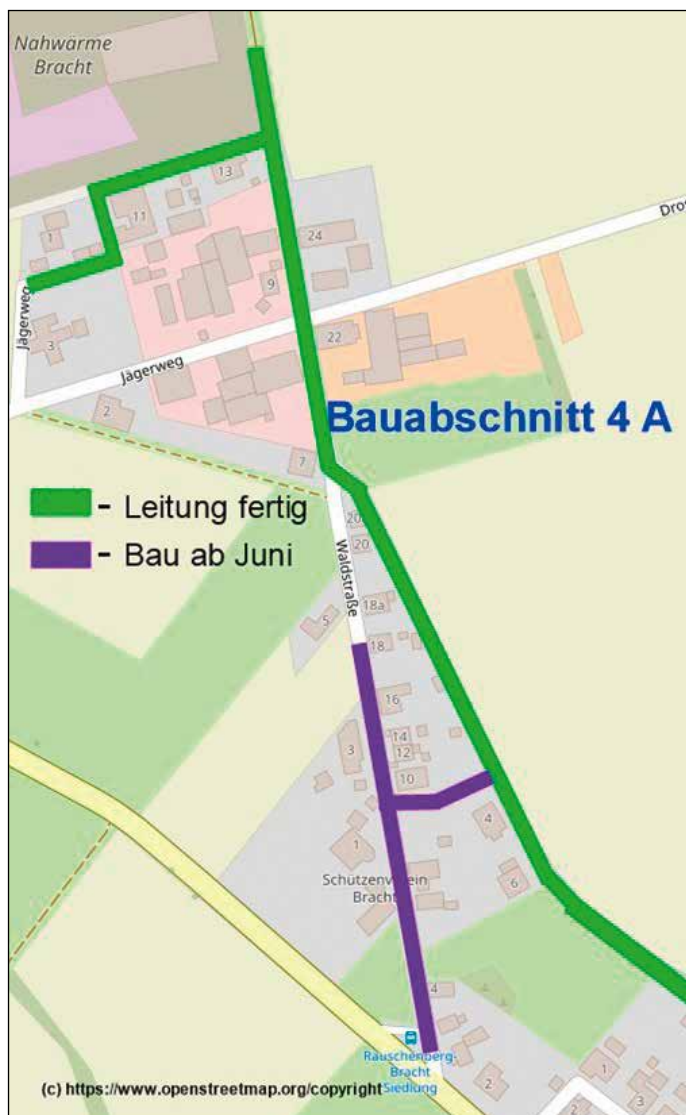 Nahwärme
Bracht
13
11
1
24
Dros
9
Jägerweg
3
22
Jägerweg
2
Bauabschnitt 4 A
7
- Leitung fertig
20
- Bau ab Juni
20
Waldstraße
18a
5
18
16
14
3
12
10
4
1
Schützenverein
Bracht
6
4
Rauschenberg-
Bracht
Siedlung
1
2
3
(c) https://www.openstreetmap.org/copyright